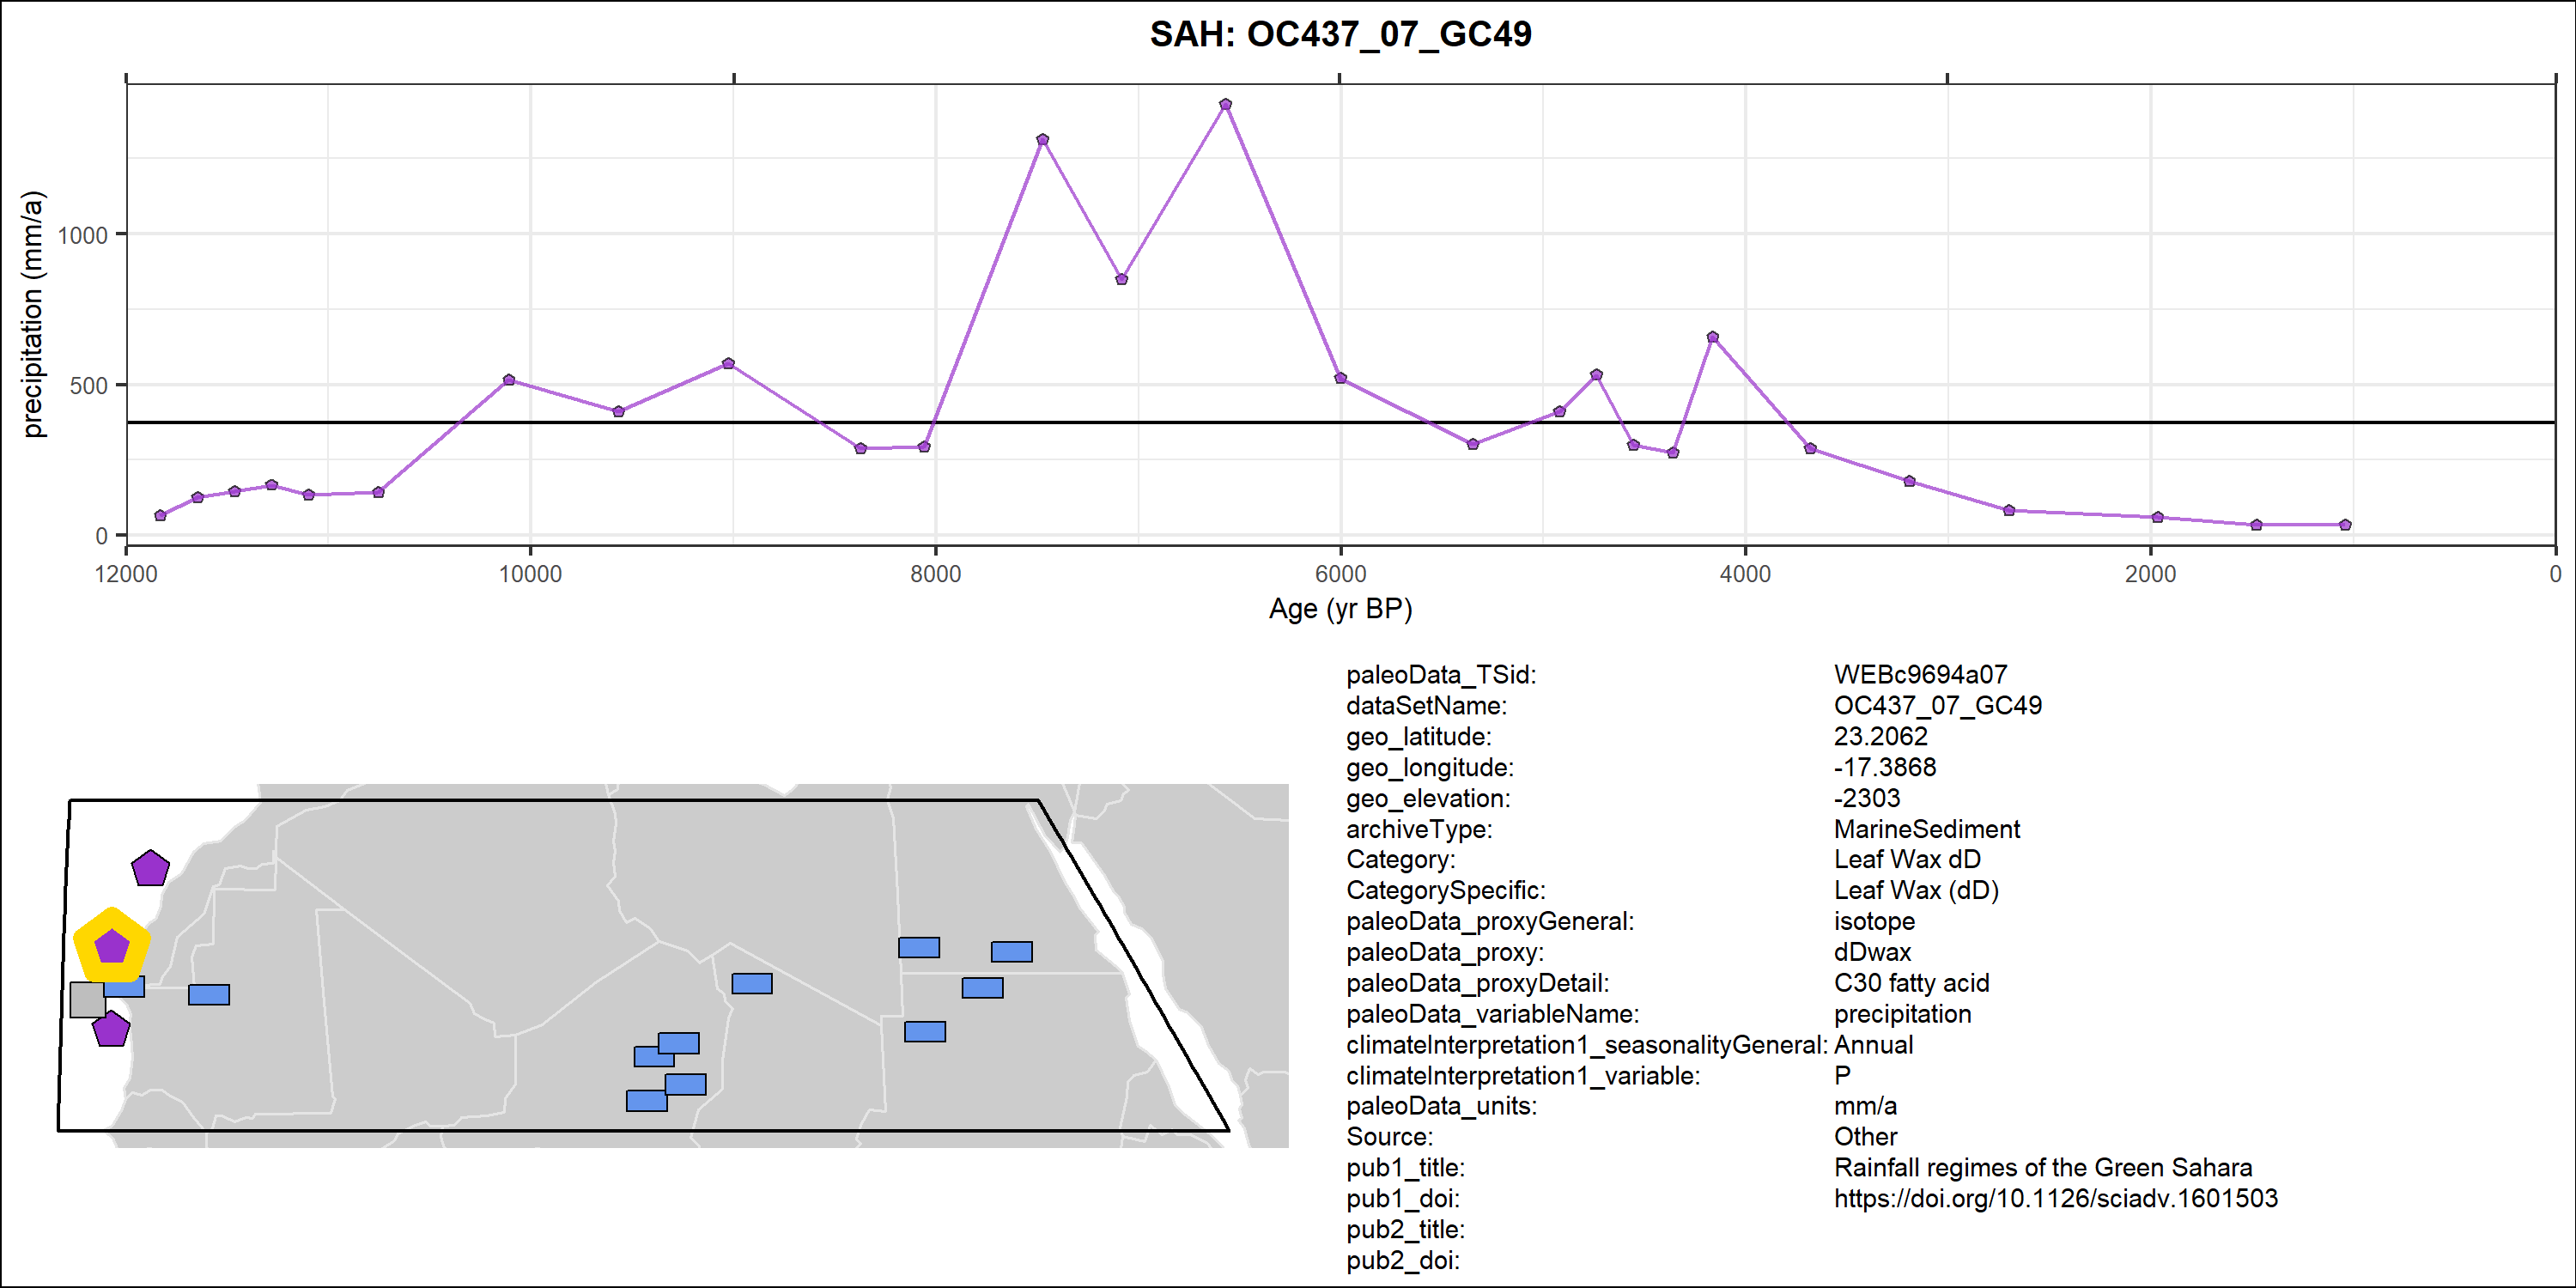 SAH: OC437_07_GC49
precipitation (mm/a)
1000
500
0
12000 10000 8000 6000 4000 2000 0
Age (yr BP)
paleoData_TSid: WEBc9694a07
dataSetName: OC437_07_GC49
geo_latitude: 23.2062
geo_longitude: -17.3868
geo_elevation: -2303
archiveType: MarineSediment
Category: Leaf Wax dD
CategorySpecific: Leaf Wax (dD)
paleoData_proxyGeneral: isotope
paleoData_proxy: dDwax
paleoData_proxyDetail: C30 fatty acid
paleoData_variableName: precipitation
climateInterpretation1_seasonalityGeneral: Annual
climateInterpretation1_variable: P
paleoData_units: mm/a
Source: Other
pub1_title: Rainfall regimes of the Green Sahara
pub1_doi: https://doi.org/10.1126/sciadv.1601503
pub2_title:
pub2_doi: